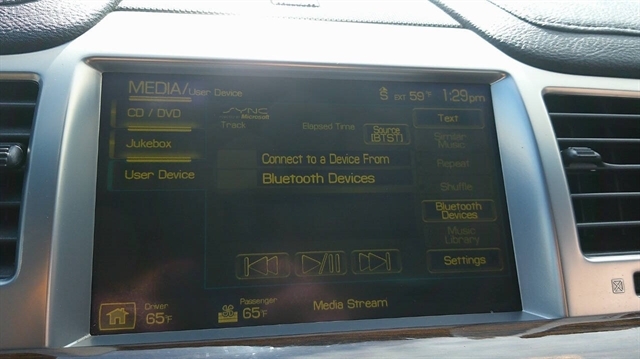 MEDIA/User Device
EXT 59°F 1:29pm
CD / DVD
Jukebox
User Device
SYNC
Microsoft
Track
Elapsed Time
Source
(BTST)
Connect to a Device From
Bluetooth Devices
Text
Similar
Music
Repeat
Shuffle
Bluetooth
Devices
Music
Library
Settings
Driver
65°F
Passenger
65°F
Media Stream